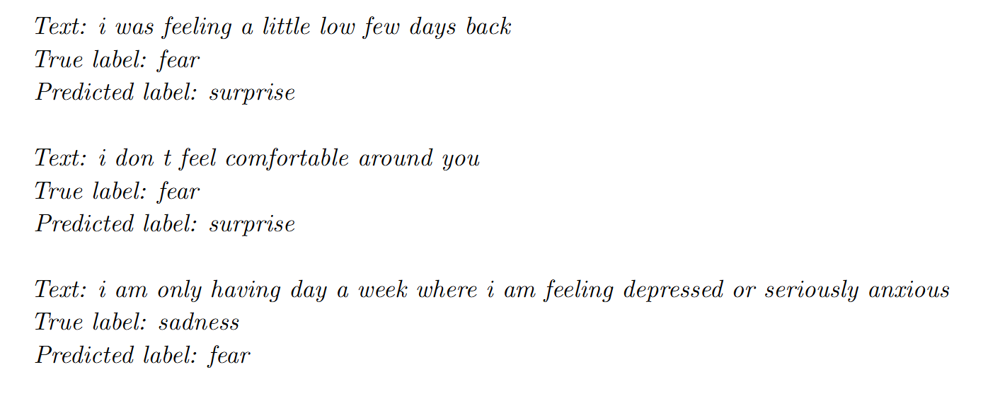 Text: i was feeling a little low few days back
True label: fear
Predicted label: surprise
Text: i don t feel comfortable around you
True label: fear
Predicted label: surprise
Text: i am only having day a week where i am feeling depressed or seriously anxious
True label: sadness
Predicted label: fear